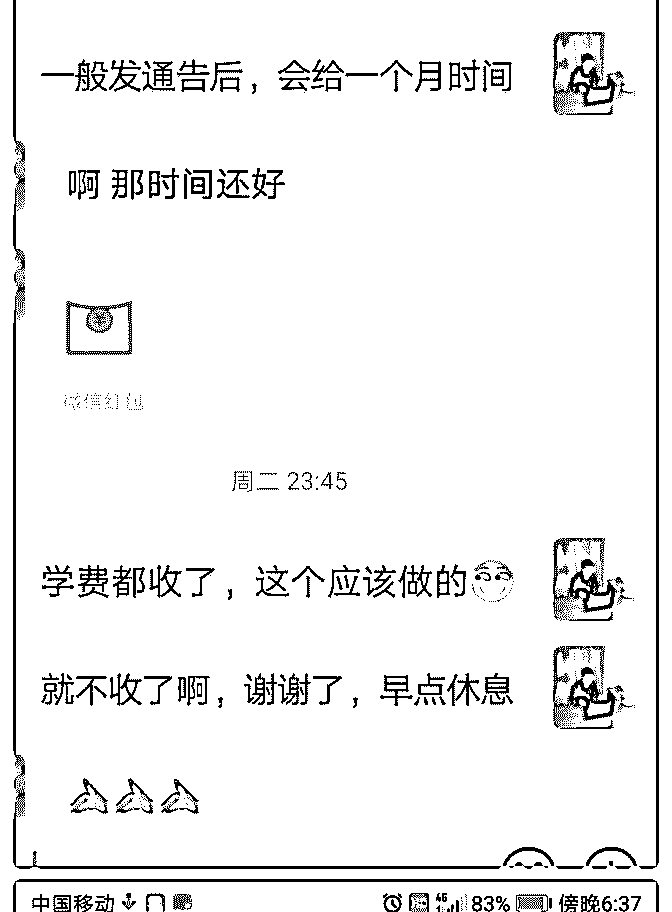 一般发通告后，会给一个月时间
啊 那时间还好
微信红包
周二 23:45
学费都收了，这个应该做的
就不收了啊，谢谢了，早点休息
中国移动 83% 傍晚6:37